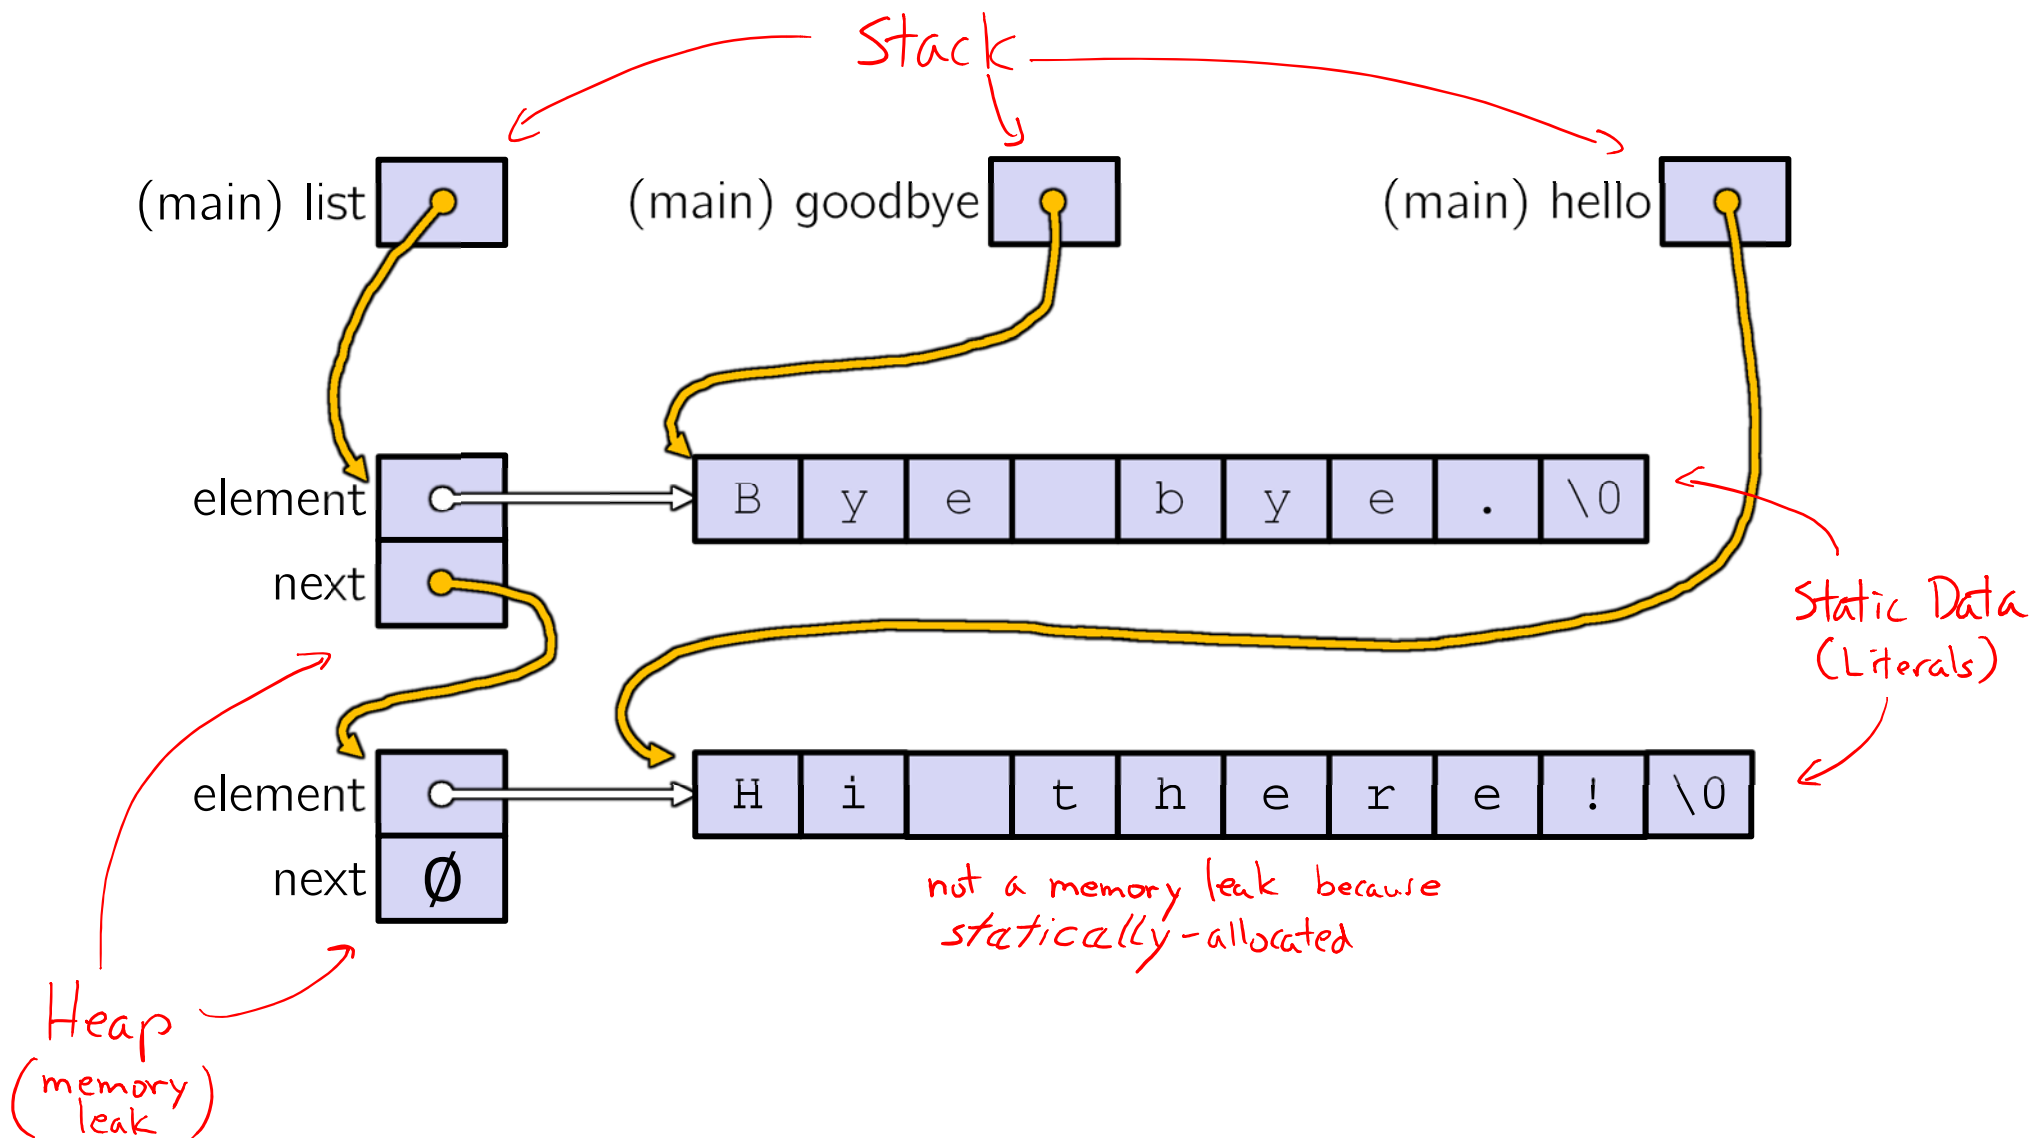 Stack
(main) list
(main) goodbye
(main) hello
element
B y e   b y e . \0
next
Static Data
(Literals)
element
H i   t h e r e ! \0
next Ø
not a memory leak because
statically-allocated
Heap
(memory
leak)